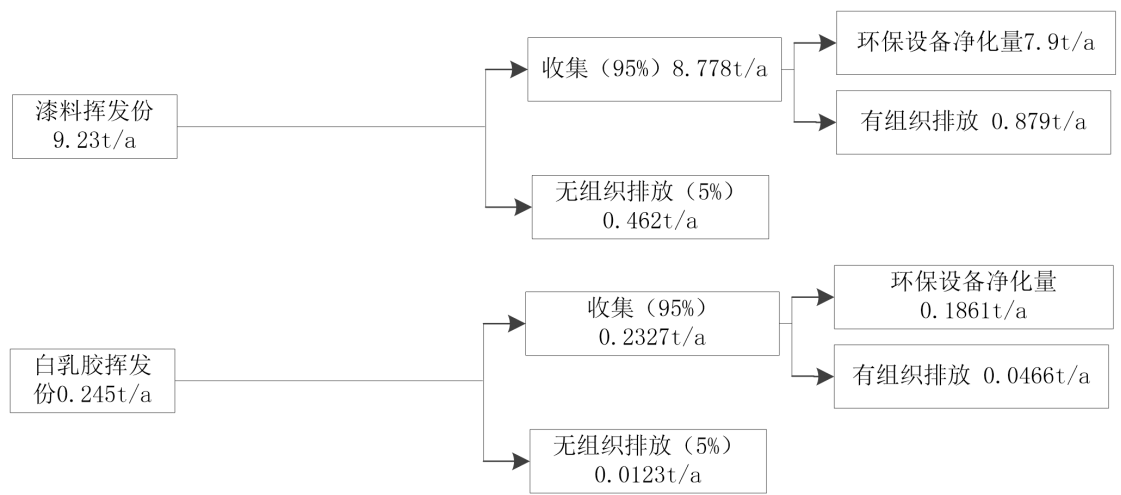 漆料挥发份
9.23t/a
收集（95%）8.778t/a
环保设备净化量7.9t/a
有组织排放 0.879t/a
无组织排放（5%）
0.462t/a
白乳胶挥发
份0.245t/a
收集（95%）
0.2327t/a
环保设备净化量
0.1861t/a
有组织排放 0.0466t/a
无组织排放（5%）
0.0123t/a